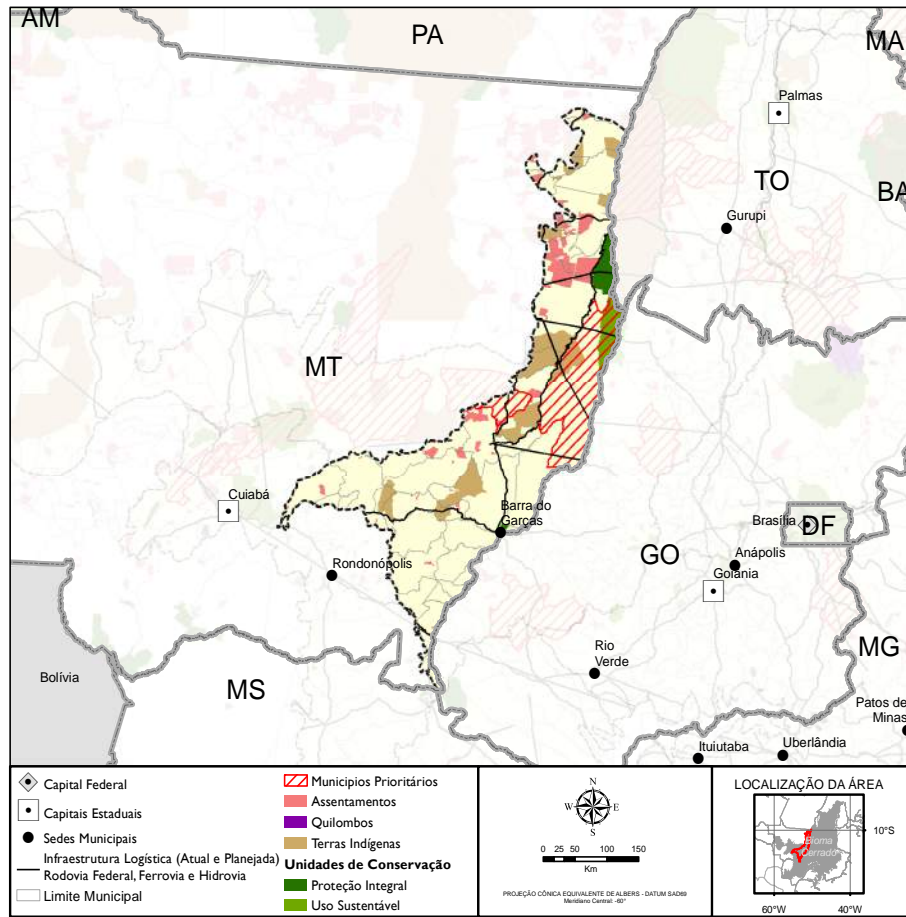 AM
PA
MA
Palmas
TO
BA
Gurupi
MT
Cuiabá
Barra do
Garças
Brasília
DF
GO
Anápolis
Goiânia
Rondonópolis
Rio
Verde
MG
Bolívia
MS
Patos de
Minas
Ituiutaba
Uberlândia
Capital Federal
Capitais Estaduais
Sedes Municipais
Infraestrutura Logística (Atual e Planejada)
Rodovia Federal, Ferrovia e Hidrovia
Limite Municipal
Municipios Prioritários
Assentamentos
Quilombos
Terras Indígenas
Unidades de Conservação
Proteção Integral
Uso Sustentável
N
W E
S
0 25 50 100 150
Km
PROJEÇÃO CÔNICA EQUIVALENTE DE ALBERS - DATUM SAD69
Meridiano Central: -60°
LOCALIZAÇÃO DA ÁREA
10°S
Bioma
Cerrado
60°W 40°W